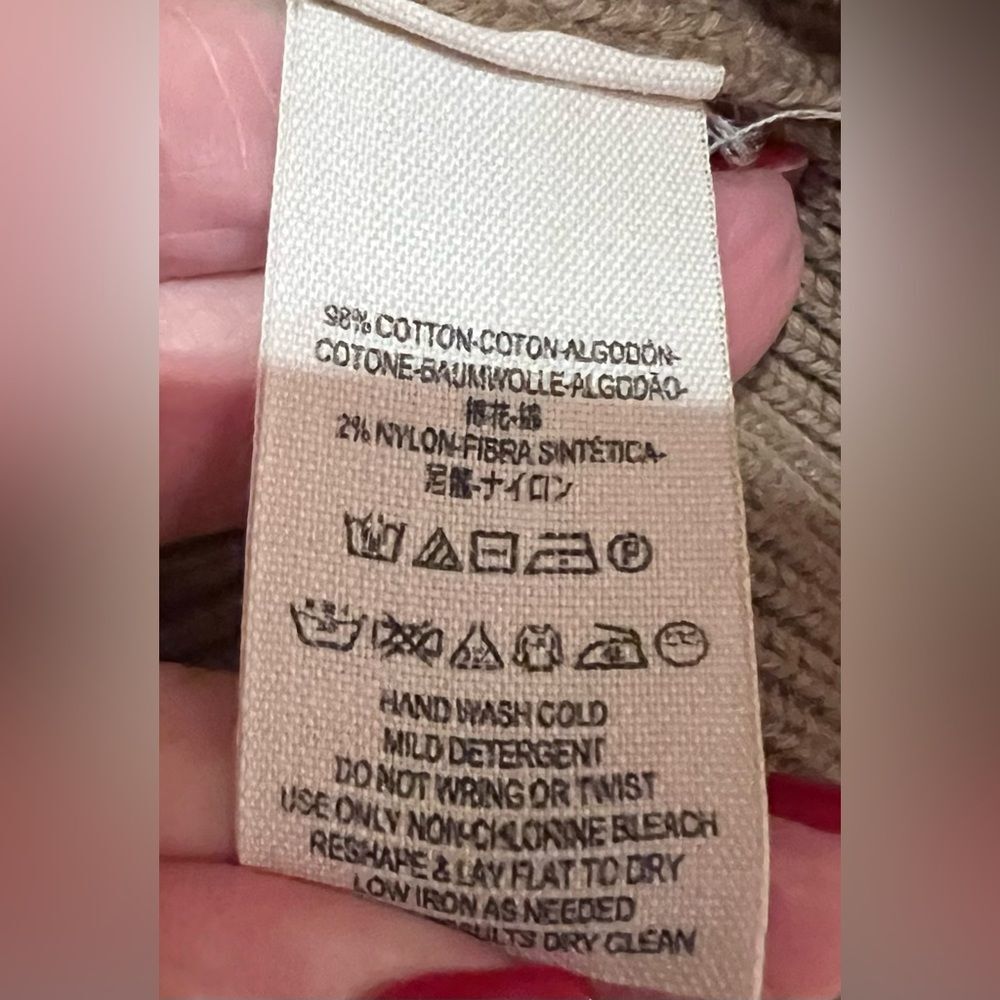 98% COTTON-COTON-ALGODÓN-
COTONE-BAUMWOLLE-ALGODÃO-
棉花-綿
2% NYLON-FIBRA SINTÉTICA-
尼龍-ナイロン
HAND WASH COLD
MILD DETERGENT
DO NOT WRING OR TWIST
USE ONLY NON-CHLORINE BLEACH
RESHAPE & LAY FLAT TO DRY
LOW IRON AS NEEDED
SULTS DRY CLEAN